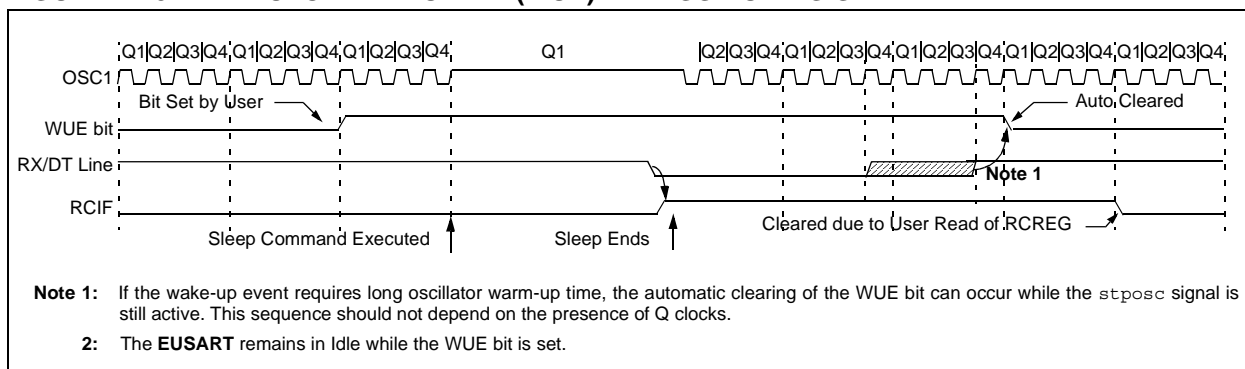 Q1|Q2|Q3|Q4|Q1|Q2|Q3|Q4|Q1|Q2|Q3|Q4 Q1 |Q2|Q3|Q4|Q1|Q2|Q3|Q4|Q1|Q2|Q3|Q4|Q1|Q2|Q3|Q4|Q1|Q2|Q3|Q4
OSC1
Bit Set by User
Auto Cleared
WUE bit
RX/DT Line
Note 1
RCIF
Cleared due to User Read of RCREG
Sleep Command Executed
Sleep Ends
Note 1: If the wake-up event requires long oscillator warm-up time, the automatic clearing of the WUE bit can occur while the stposc signal is
still active. This sequence should not depend on the presence of Q clocks.
2: The EUSART remains in Idle while the WUE bit is set.